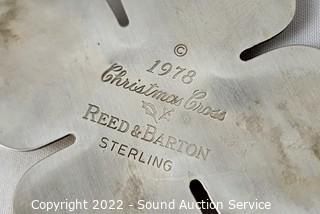 ©
1978
Christmas Cross
REED & BARTON
STERLING
Copyright 2022 - Sound Auction Service